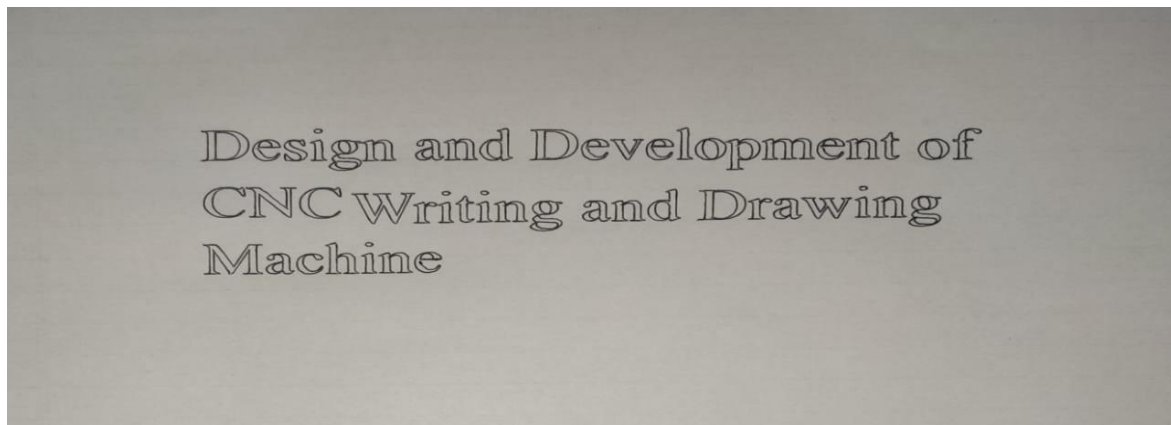 Design and Development of
CNC Writing and Drawing
Machine